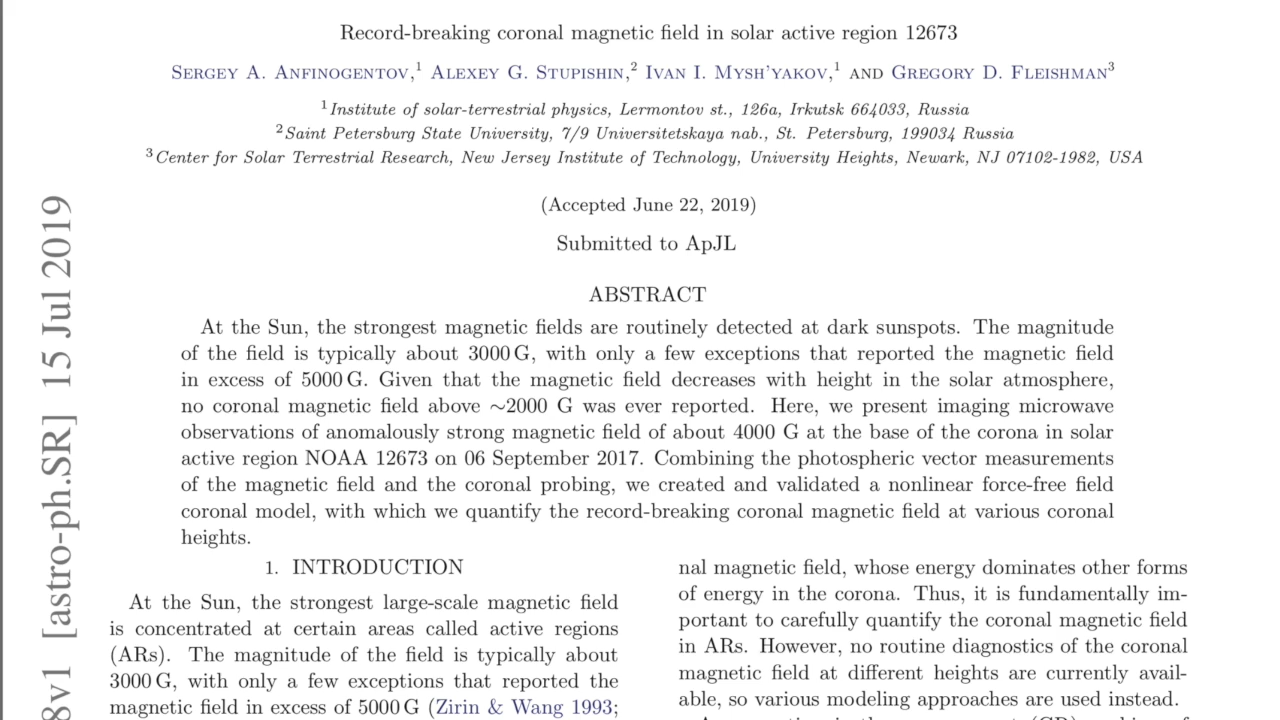 Record-breaking coronal magnetic field in solar active region 12673
Sergey A. Anfinogentov,1 Alexey G. Stupishin,2 Ivan I. Mysh'yakov,1 and Gregory D. Fleishman3
1Institute of solar-terrestrial physics, Lermontov st., 126a, Irkutsk 664033, Russia
2Saint Petersburg State University, 7/9 Universitetskaya nab., St. Petersburg, 199034 Russia
3Center for Solar Terrestrial Research, New Jersey Institute of Technology, University Heights, Newark, NJ 07102-1982, USA
(Accepted June 22, 2019)
Submitted to ApJL
ABSTRACT
At the Sun, the strongest magnetic fields are routinely detected at dark sunspots. The magnitude
of the field is typically about 3000 G, with only a few exceptions that reported the magnetic field
in excess of 5000 G. Given that the magnetic field decreases with height in the solar atmosphere,
no coronal magnetic field above ∼2000 G was ever reported. Here, we present imaging microwave
observations of anomalously strong magnetic field of about 4000 G at the base of the corona in solar
active region NOAA 12673 on 06 September 2017. Combining the photospheric vector measurements
of the magnetic field and the coronal probing, we created and validated a nonlinear force-free field
coronal model, with which we quantify the record-breaking coronal magnetic field at various coronal
heights.
1. INTRODUCTION
At the Sun, the strongest large-scale magnetic field
is concentrated at certain areas called active regions
(ARs). The magnitude of the field is typically about
3000 G, with only a few exceptions that reported the
magnetic field in excess of 5000 G (Zirin & Wang 1993;
nal magnetic field, whose energy dominates other forms
of energy in the corona. Thus, it is fundamentally im-
portant to carefully quantify the coronal magnetic field
in ARs. However, no routine diagnostics of the coronal
magnetic field at different heights are currently avail-
able, so various modeling approaches are used instead.
8v1 [astro-ph.SR] 15 Jul 2019